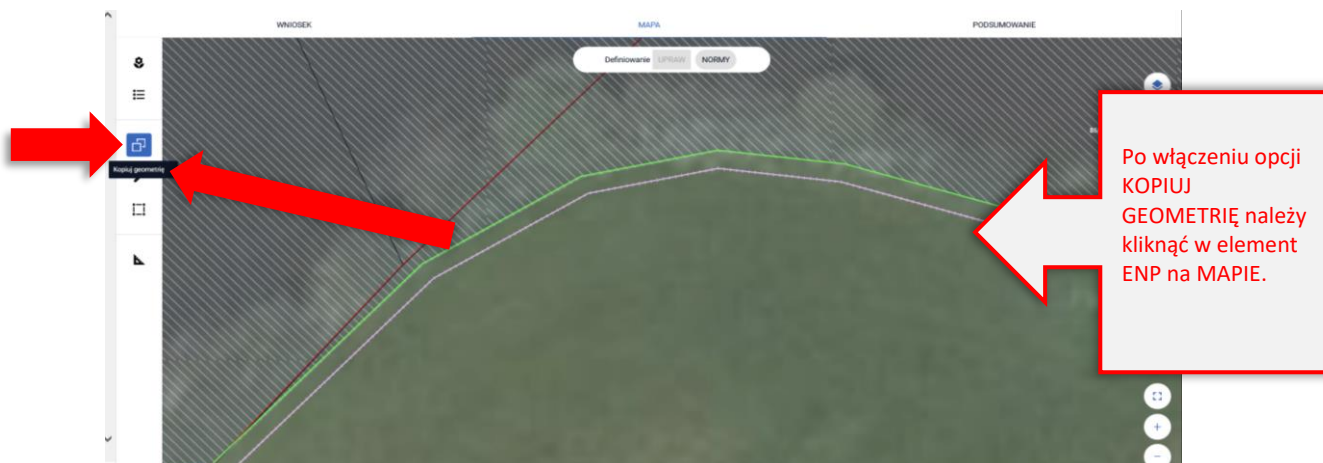 WNIOSEK MAPA PODSUMOWANIE
Definiowanie UPRAW NORMY
Kopiuj geometrię
Po włączeniu opcji
KOPIUJ
GEOMETRIĘ należy
kliknąć w element
ENP na MAPIE.